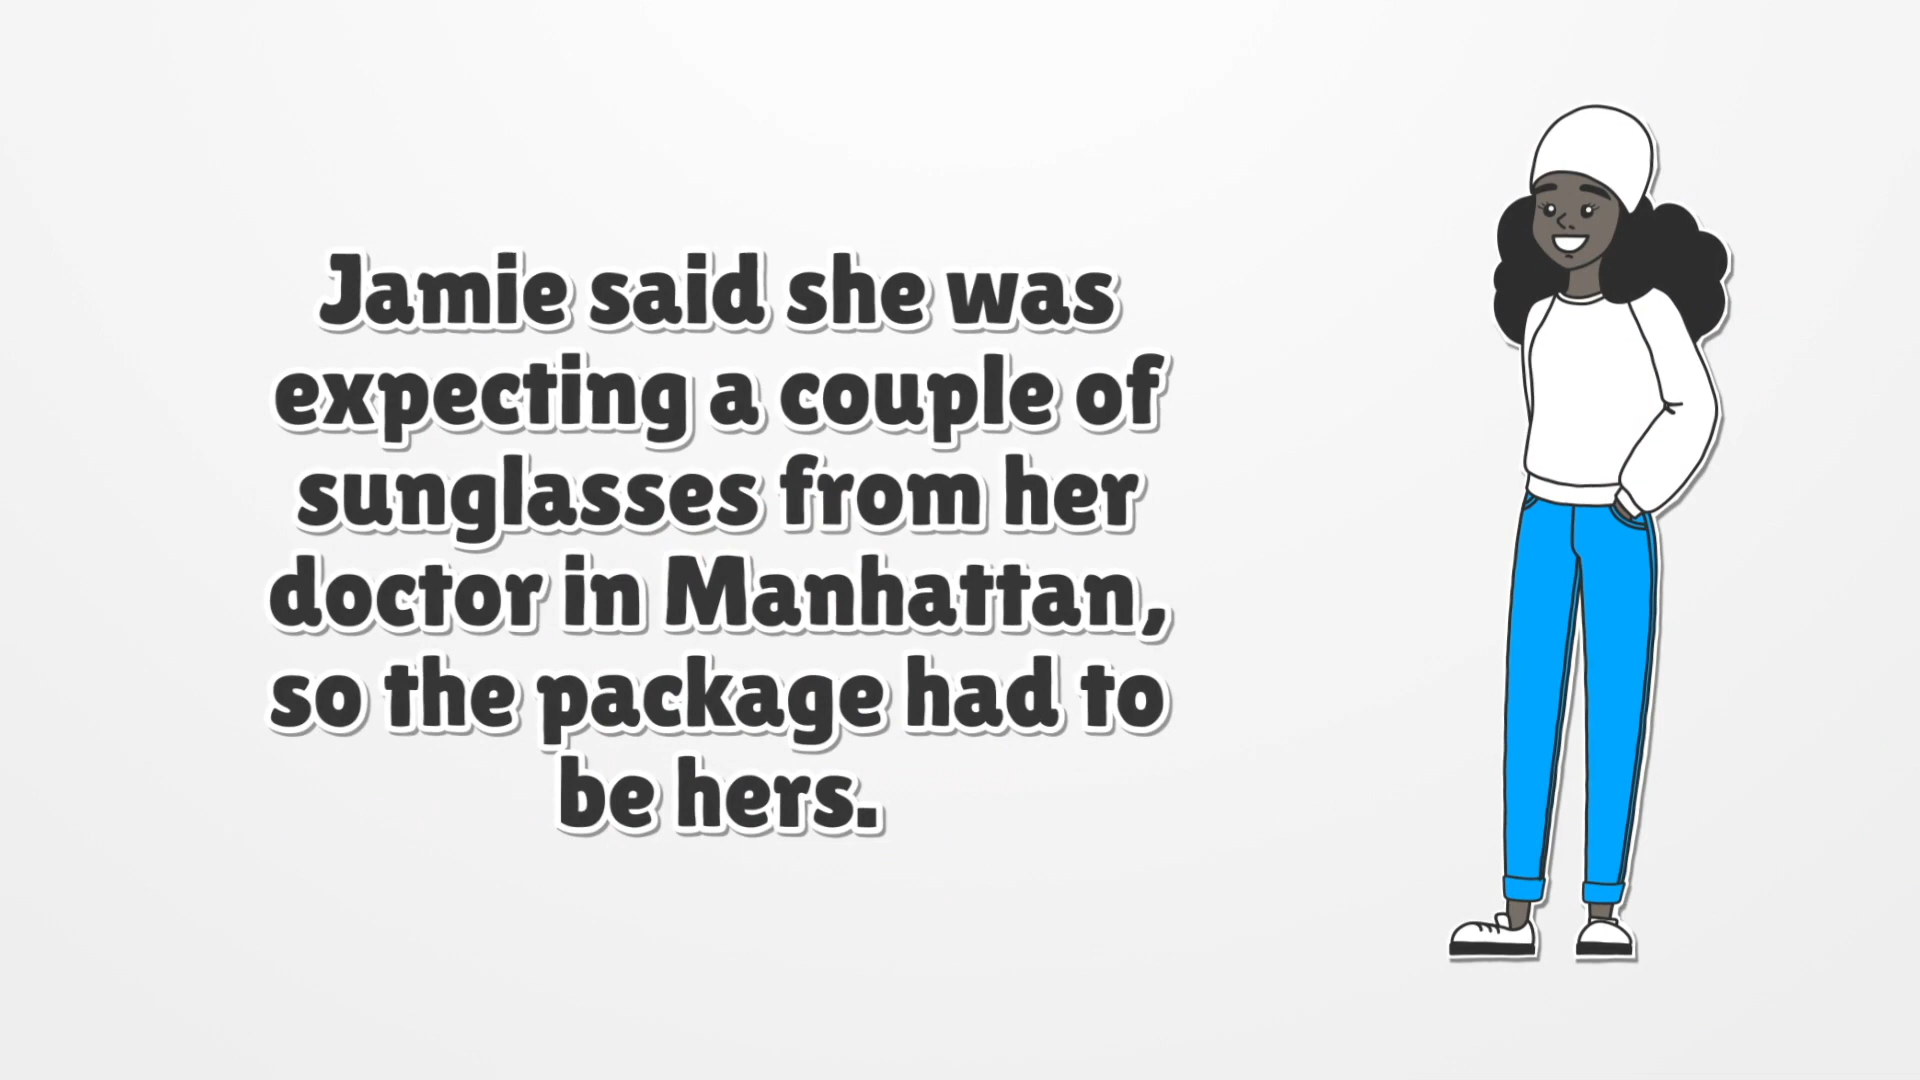 Jamie said she was
expecting a couple of
sunglasses from her
doctor in Manhattan,
so the package had to
be hers.